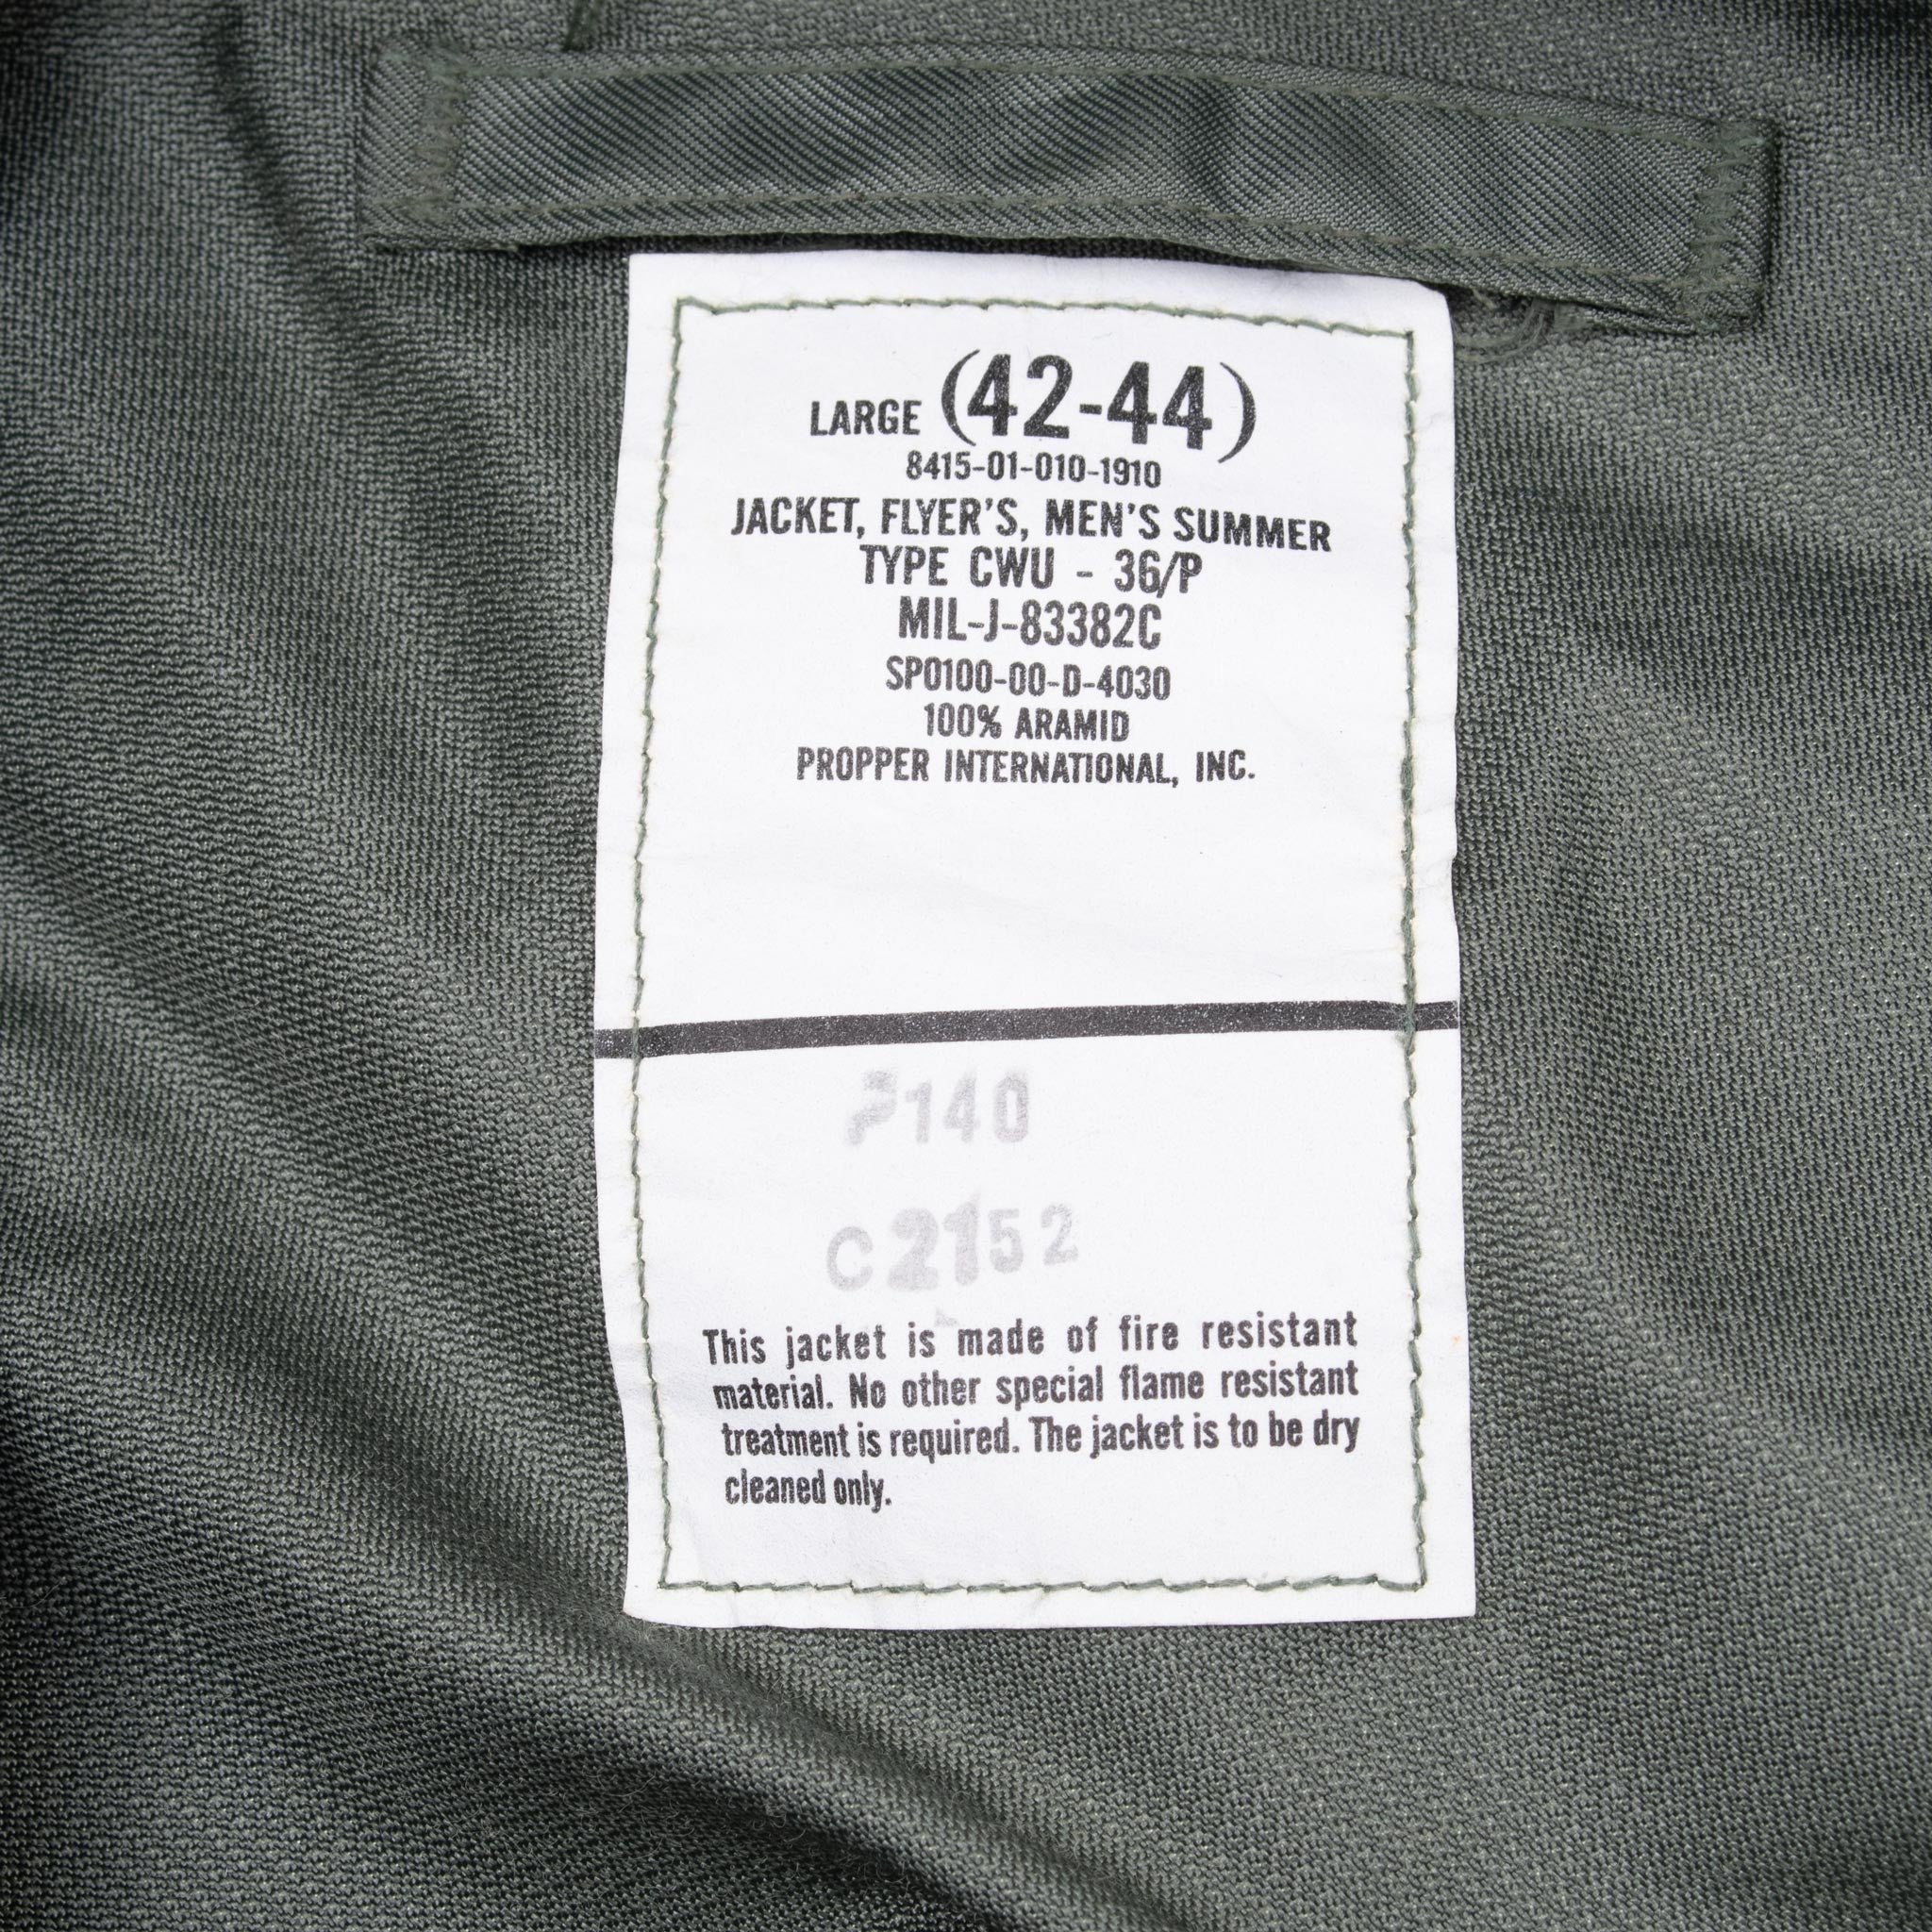 LARGE (42-44)
8415-01-010-1910
JACKET, FLYER'S, MEN'S SUMMER
TYPE CWU - 36/P
MIL-J-83382C
SP0100-00-D-4030
100% ARAMID
PROPPER INTERNATIONAL, INC.
140
C2152
This jacket is made of fire resistant
material. No other special flame resistant
treatment is required. The jacket is to be dry
cleaned only.